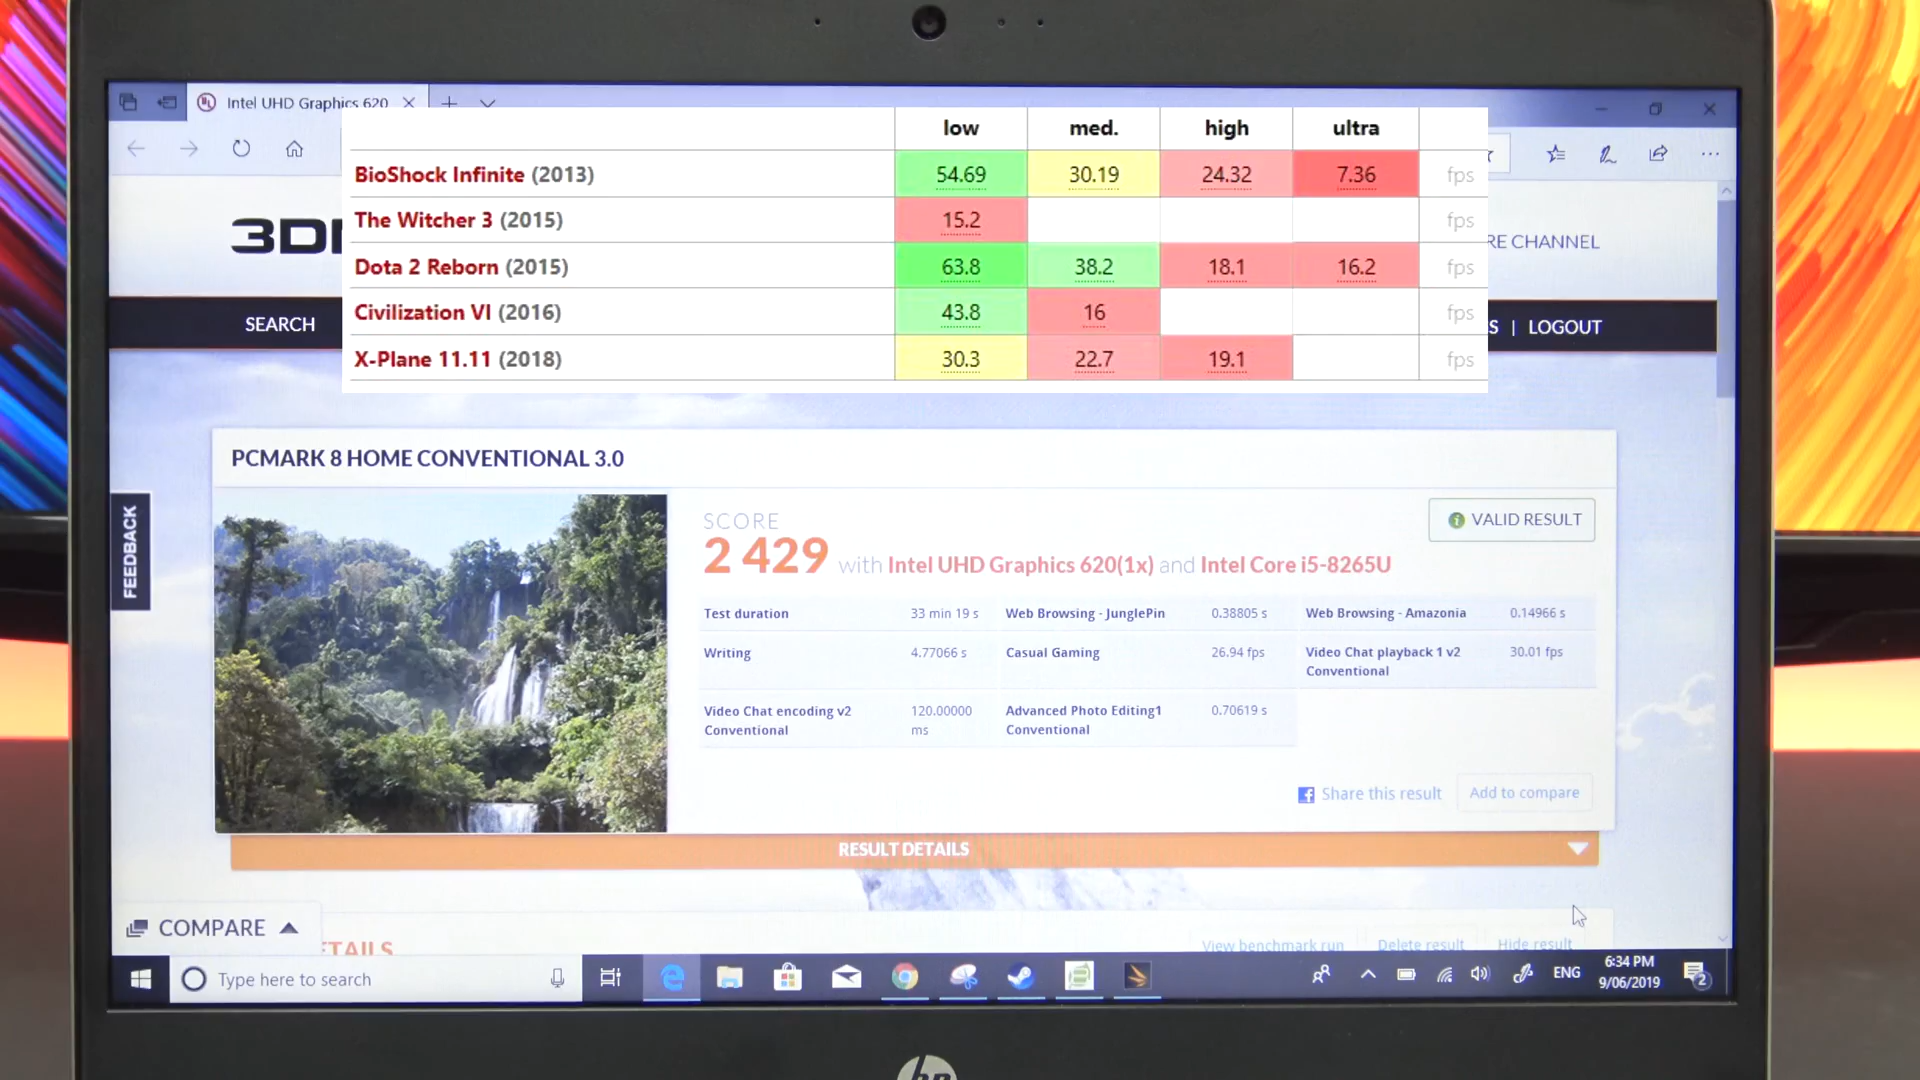 Intel UHD Graphics 620
low med. high ultra
BioShock Infinite (2013) 54.69 30.19 24.32 7.36 fps
The Witcher 3 (2015) 15.2 fps
Dota 2 Reborn (2015) 63.8 38.2 18.1 16.2 fps
Civilization VI (2016) 43.8 16 fps
X-Plane 11.11 (2018) 30.3 22.7 19.1 fps
3D
RE CHANNEL
SEARCH
S | LOGOUT
PCMARK 8 HOME CONVENTIONAL 3.0
FEEDBACK
SCORE
VALID RESULT
2 429 with Intel UHD Graphics 620(1x) and Intel Core i5-8265U
Test duration 33 min 19 s Web Browsing - JunglePin 0.38805 s Web Browsing - Amazonia 0.14966 s
Writing 4.77066 s Casual Gaming 26.94 fps Video Chat playback 1 v2 30.01 fps
Conventional
Video Chat encoding v2 120.00000 Advanced Photo Editing1 0.70619 s
Conventional ms Conventional
Share this result Add to compare
RESULT DETAILS
COMPARE
ETAILS
View benchmark run Delete result Hide result
Type here to search
ENG
6:34 PM
9/06/2019
2
hp